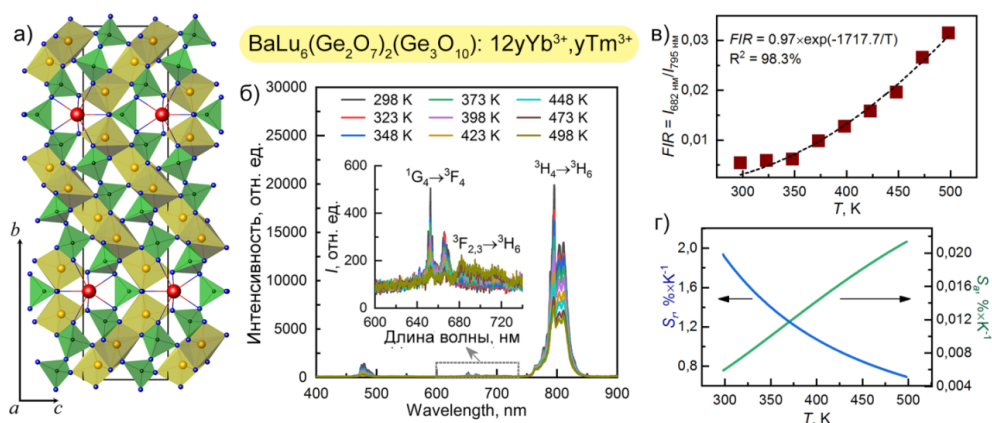 а)
b
a
c
BaLu₆(Ge₂O₇)₂(Ge₃O₁₀): 12yYb³⁺,yTm³⁺
б)
Интенсивность, отн. ед.
30000
25000
20000
15000
10000
5000
0
298 K 373 K 448 K
323 K 398 K 473 K
348 K 423 K 498 K
I, отн. ед.
600
400
200
0
¹G₄→³F₄
³F₂,₃→³H₆
600 640 680 720
Длина волны, нм
³H₄→³H₆
400 500 600 700 800 900
Wavelength, nm
в)
FIR = I₆₈₂ нм/I₇₉₅ нм
0,03
0,02
0,01
FIR = 0.97×exp(-1717.7/T)
R² = 98.3%
300 350 400 450 500
T, K
г)
Sᵣ, %×K⁻¹
2,0
1,6
1,2
0,8
Sₐ, %×K⁻¹
0,020
0,016
0,012
0,008
0,004
300 350 400 450 500
T, K